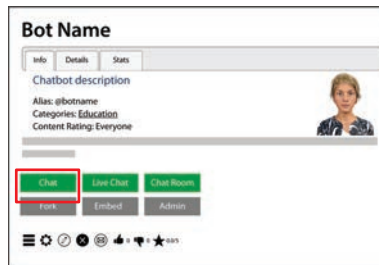 Bot Name
Info Details Stats
Chatbot description
Alias: @botname
Categories: Education
Content Rating: Everyone
Chat Live Chat Chat Room
Fork Embed Admin